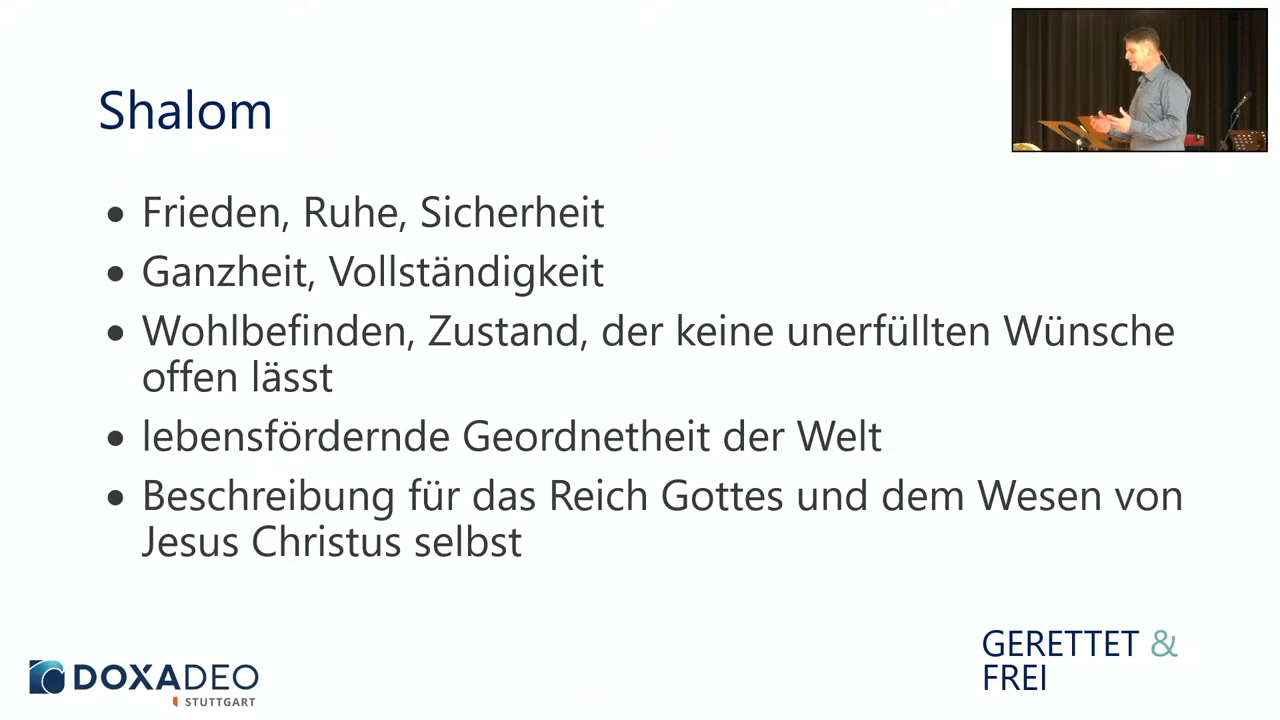 Shalom
• Frieden, Ruhe, Sicherheit
• Ganzheit, Vollständigkeit
• Wohlbefinden, Zustand, der keine unerfüllten Wünsche
offen lässt
• lebensfördernde Geordnetheit der Welt
• Beschreibung für das Reich Gottes und dem Wesen von
Jesus Christus selbst
GERETTET &
FREI
DOXADEO
STUTTGART